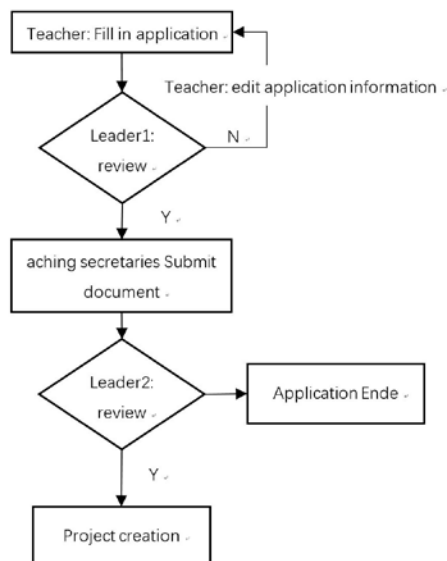 Teacher: Fill in application
Teacher: edit application information
Leader1:
review
N
Y
aching secretaries Submit
document
Leader2:
review
Application Ende
Y
Project creation